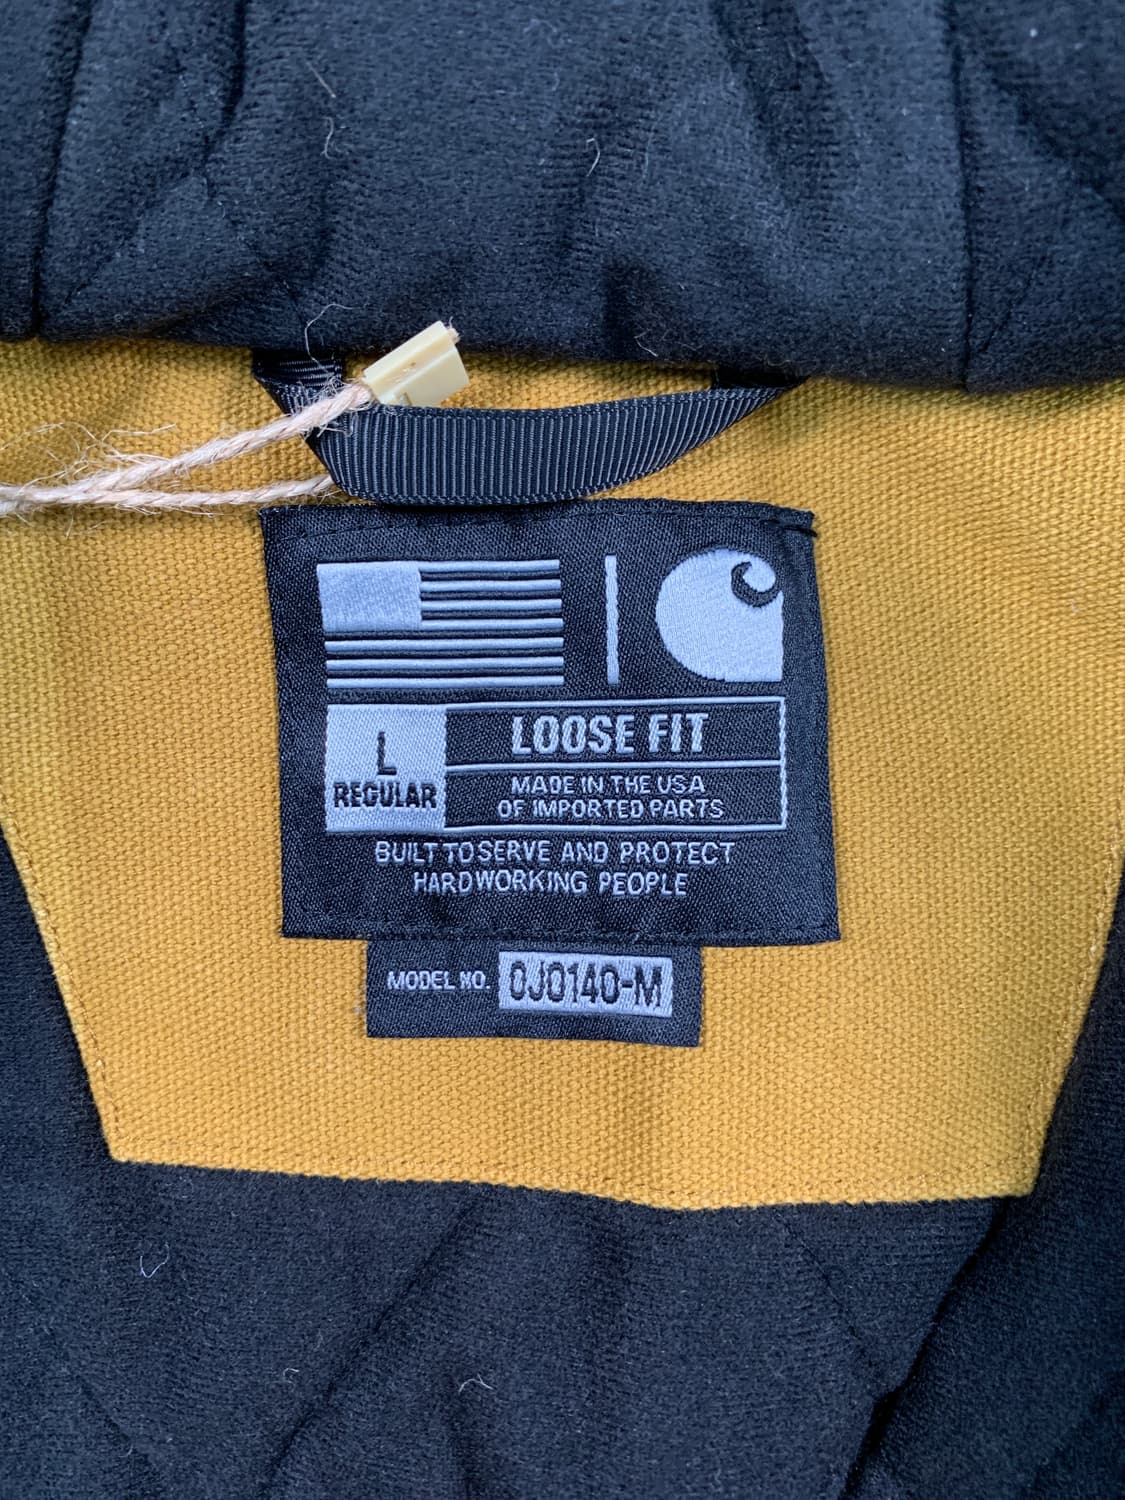 L
REGULAR
LOOSE FIT
MADE IN THE USA
OF IMPORTED PARTS
BUILT TO SERVE AND PROTECT
HARDWORKING PEOPLE
MODEL NO. 0J0140-M